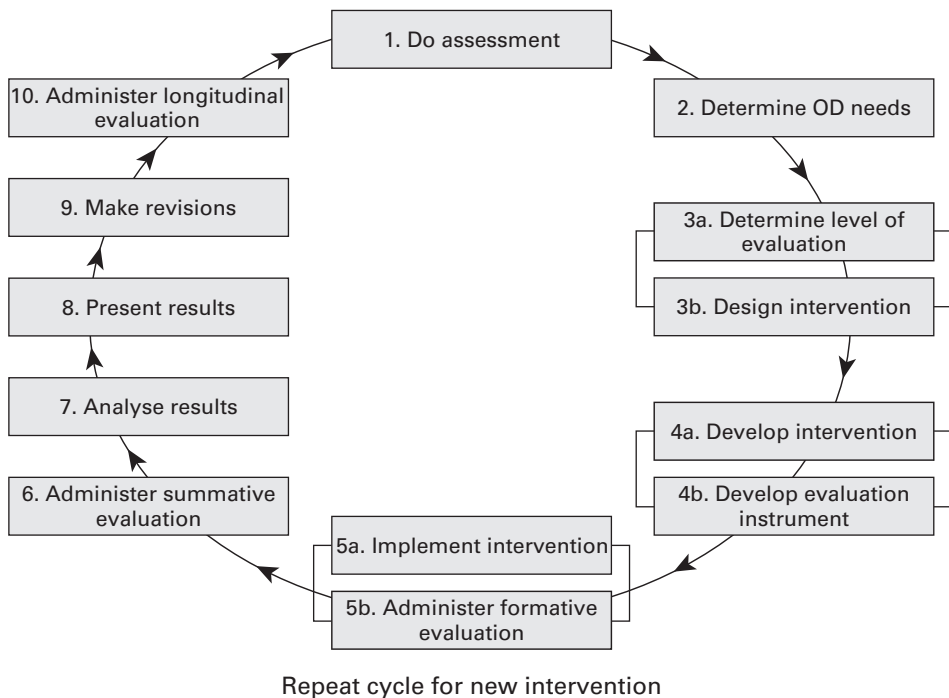 1. Do assessment
2. Determine OD needs
3a. Determine level of
evaluation
3b. Design intervention
4a. Develop intervention
4b. Develop evaluation
instrument
5a. Implement intervention
5b. Administer formative
evaluation
6. Administer summative
evaluation
7. Analyse results
8. Present results
9. Make revisions
10. Administer longitudinal
evaluation
Repeat cycle for new intervention